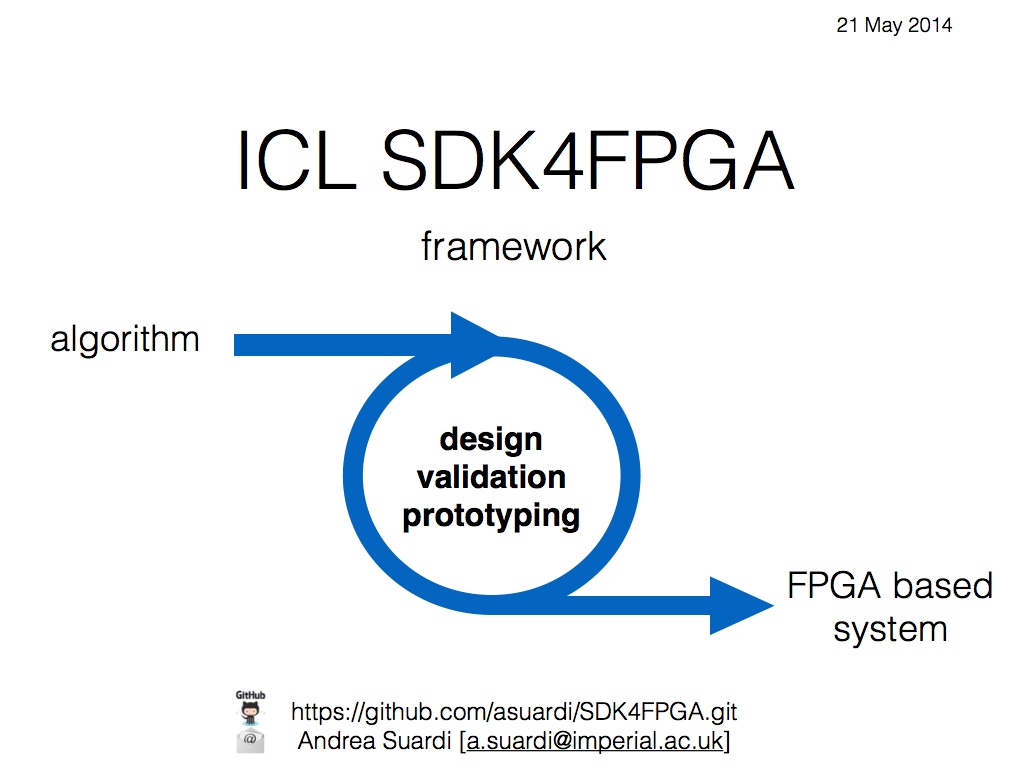 21 May 2014
ICL SDK4FPGA
framework
algorithm
design
validation
prototyping
FPGA based
system
GitHub
https://github.com/asuardi/SDK4FPGA.git
@
Andrea Suardi [a.suardi@imperial.ac.uk]